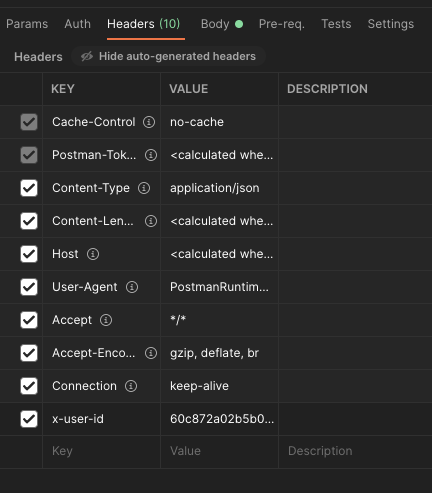 Params Auth Headers (10) Body Pre-req. Tests Settings
Headers Hide auto-generated headers
KEY VALUE DESCRIPTION
Cache-Control no-cache
Postman-Tok... <calculated whe...
Content-Type application/json
Content-Len... <calculated whe...
Host <calculated whe...
User-Agent PostmanRuntim...
Accept */*
Accept-Enco... gzip, deflate, br
Connection keep-alive
x-user-id 60c872a02b5b0...
Key Value Description